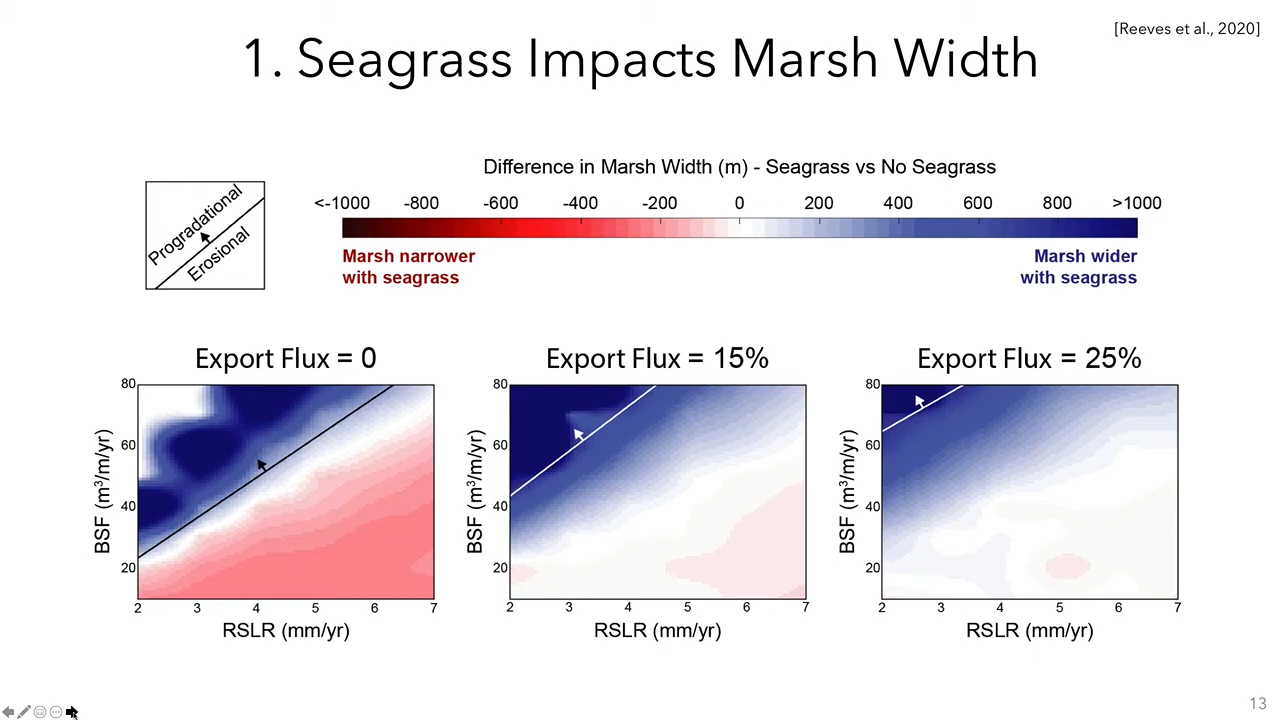 [Reeves et al., 2020]
1. Seagrass Impacts Marsh Width
Progradational
Erosional
Difference in Marsh Width (m) - Seagrass vs No Seagrass
<-1000 -800 -600 -400 -200 0 200 400 600 800 >1000
Marsh narrower
with seagrass
Marsh wider
with seagrass
Export Flux = 0
BSF (m³/m/yr)
80
60
40
20
2 3 4 5 6 7
RSLR (mm/yr)
Export Flux = 15%
BSF (m³/m/yr)
80
60
40
20
2 3 4 5 6 7
RSLR (mm/yr)
Export Flux = 25%
BSF (m³/m/yr)
80
60
40
20
2 3 4 5 6 7
RSLR (mm/yr)
13